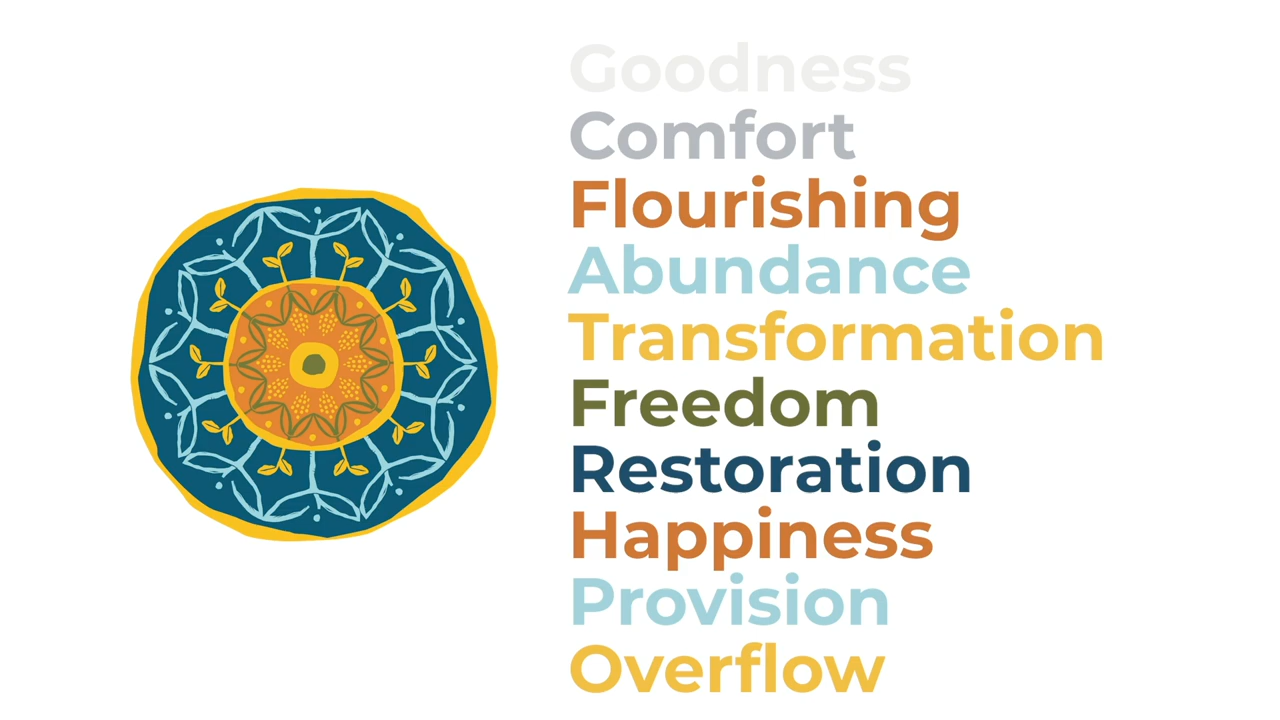 Goodness
Comfort
Flourishing
Abundance
Transformation
Freedom
Restoration
Happiness
Provision
Overflow